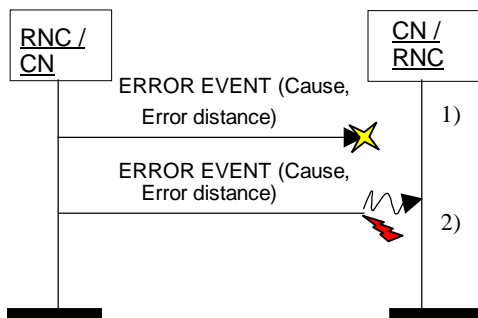 RNC /
CN
CN /
RNC
ERROR EVENT (Cause,
Error distance)
1)
ERROR EVENT (Cause,
Error distance)
2)